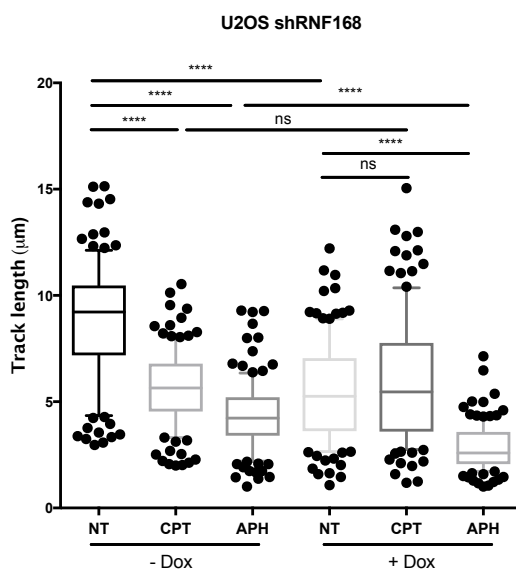 U2OS shRNF168
20
****
**** ****
**** ns
****
ns
15
Track length (μm)
10
5
0
NT CPT APH NT CPT APH
- Dox + Dox